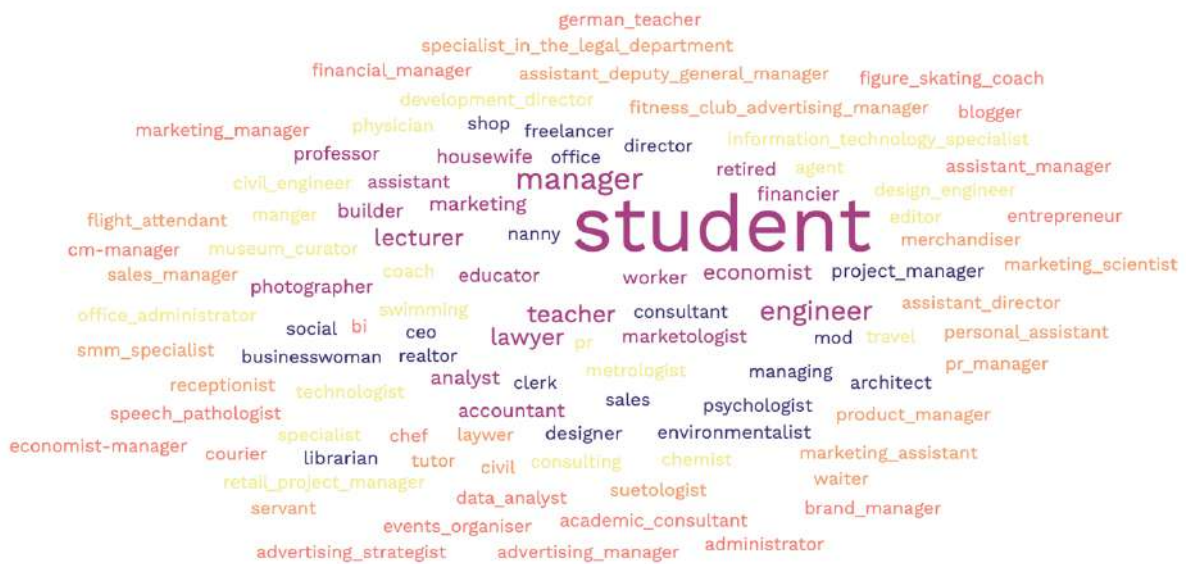 german_teacher
specialist_in_the_legal_department
financial_manager assistant_deputy_general_manager figure_skating_coach
development_director fitness_club_advertising_manager blogger
marketing_manager physician shop freelancer director information_technology_specialist
professor housewife office retired agent assistant_manager
civil_engineer assistant manager financier design_engineer
flight_attendant manger builder marketing student editor entrepreneur
cm-manager museum_curator lecturer nanny merchandiser
sales_manager coach educator worker economist project_manager marketing_scientist
photographer
office_administrator swimming teacher consultant engineer assistant_director
social bi ceo lawyer pr marketologist mod travel personal_assistant
smm_specialist businesswoman realtor metrologist managing pr_manager
receptionist technologist analyst clerk sales psychologist architect
speech_pathologist accountant product_manager
economist-manager specialist chef laywer designer environmentalist
courier librarian tutor civil consulting chemist marketing_assistant
retail_project_manager data_analyst suetologist waiter
servant events_organiser academic_consultant brand_manager
advertising_strategist advertising_manager administrator